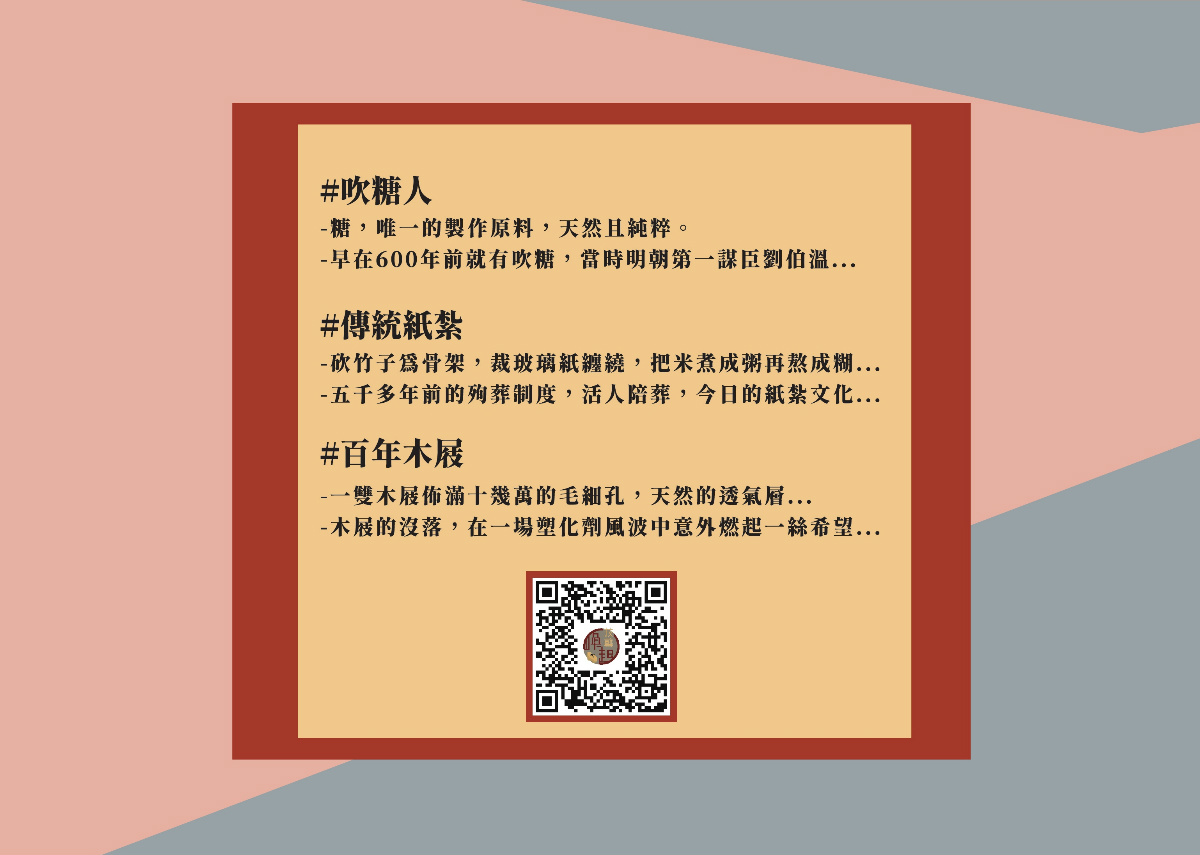 #吹糖人
-糖，唯一的製作原料，天然且純粹。
-早在600年前就有吹糖，當時明朝第一謀臣劉伯溫...
#傳統紙紮
-砍竹子為骨架，裁玻璃紙纏繞，把米煮成粥再熬成糊...
-五千多年前的殉葬制度，活人陪葬，今日的紙紮文化...
#百年木屐
-一雙木屐佈滿十幾萬的毛細孔，天然的透氣層...
-木屐的沒落，在一場塑化劑風波中意外燃起一絲希望...